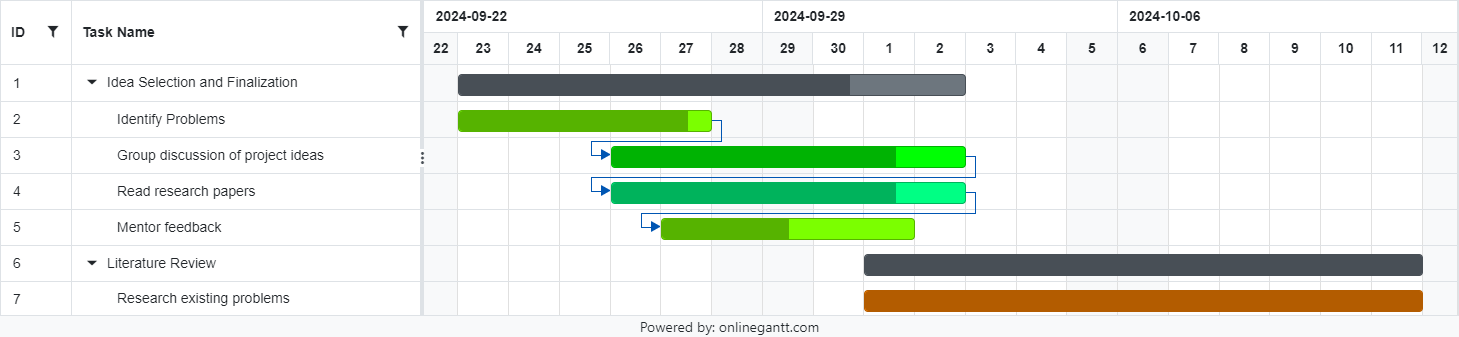 ID Task Name 2024-09-22 2024-09-29 2024-10-06
22 23 24 25 26 27 28 29 30 1 2 3 4 5 6 7 8 9 10 11 12
1 Idea Selection and Finalization
2 Identify Problems
3 Group discussion of project ideas
4 Read research papers
5 Mentor feedback
6 Literature Review
7 Research existing problems
Powered by: onlinegantt.com